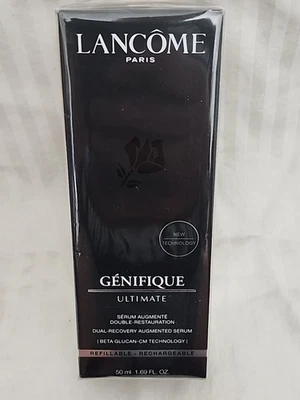 LANCÔME
PARIS
NEW
TECHNOLOGY
GÉNIFIQUE
ULTIMATE
SÉRUM AUGMENTÉ
DOUBLE-RESTAURATION
DUAL-RECOVERY AUGMENTED SERUM
[BETA GLUCAN-CM TECHNOLOGY]
REFILLABLE - RECHARGEABLE
50 ml 1.69 FL. OZ.